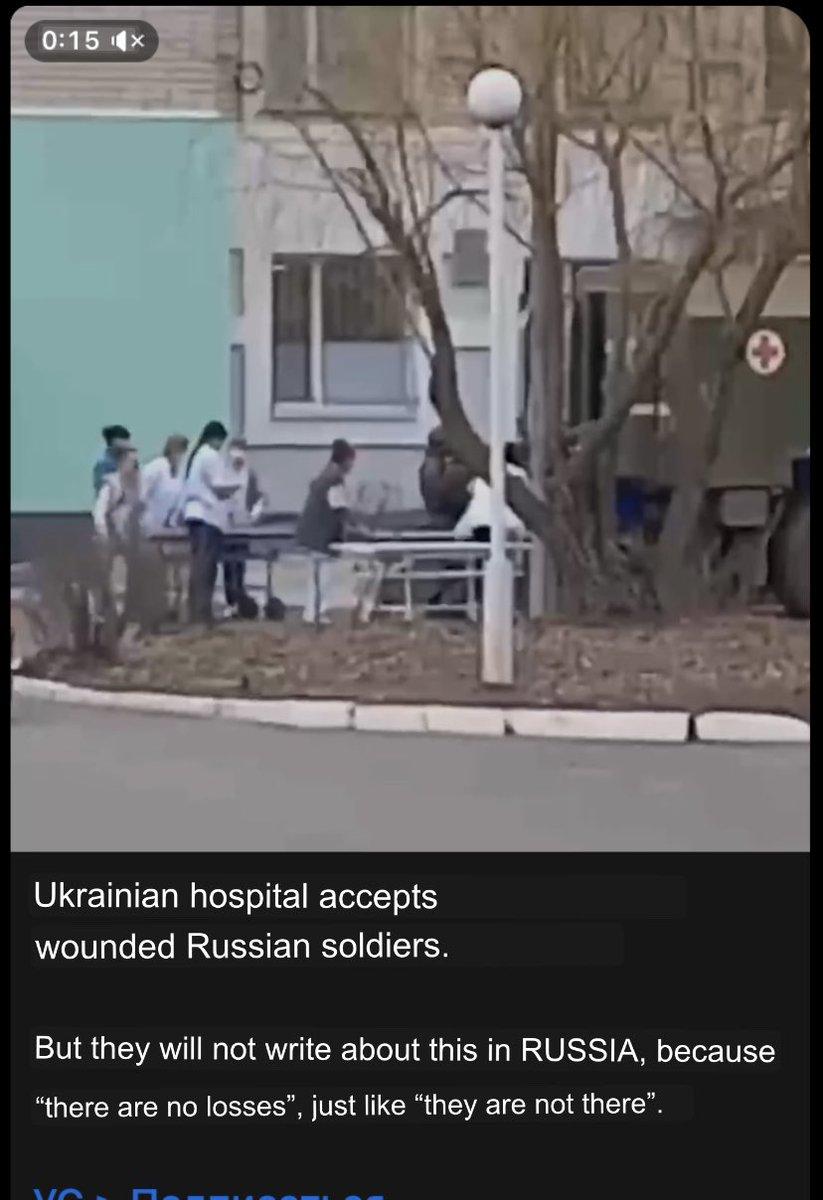 0:15
Ukrainian hospital accepts
wounded Russian soldiers.
But they will not write about this in RUSSIA, because
“there are no losses”, just like “they are not there”.